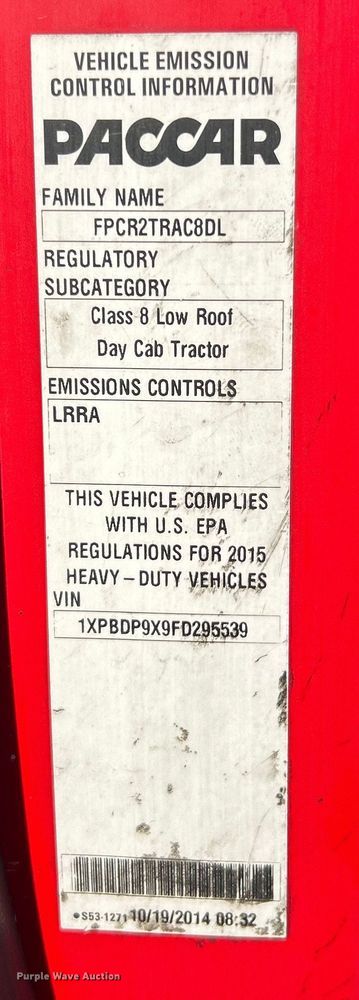 VEHICLE EMISSION
CONTROL INFORMATION
PACCAR
FAMILY NAME
FPCR2TRAC8DL
REGULATORY
SUBCATEGORY
Class 8 Low Roof
Day Cab Tractor
EMISSIONS CONTROLS
LRRA
THIS VEHICLE COMPLIES
WITH U.S. EPA
REGULATIONS FOR 2015
HEAVY – DUTY VEHICLES
VIN
1XPBDP9X9FD295539
•S53-1271 10/19/2014 08:32
Purple Wave Auction